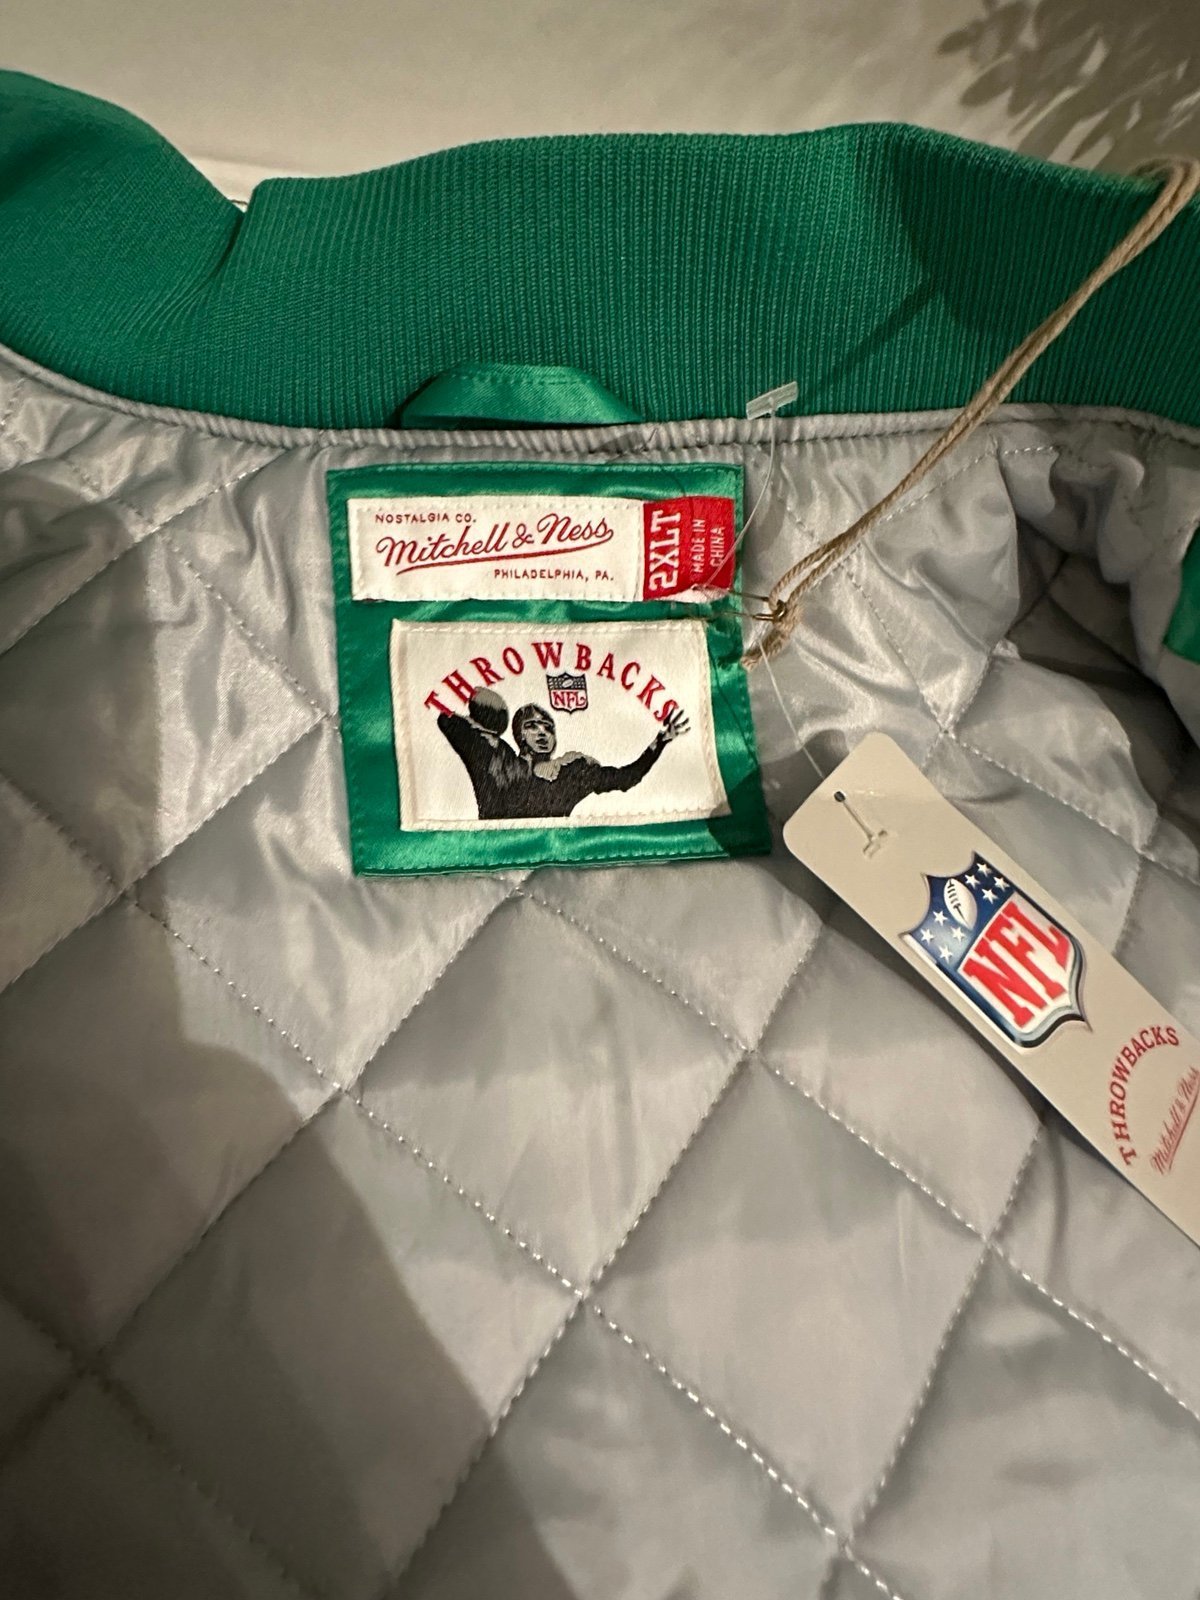 NOSTALGIA CO.
Mitchell & Ness
PHILADELPHIA, PA.
2XLT
MADE IN
CHINA
THROWBACKS
NFL
NFL
THROWBACKS
Mitchell & Ness